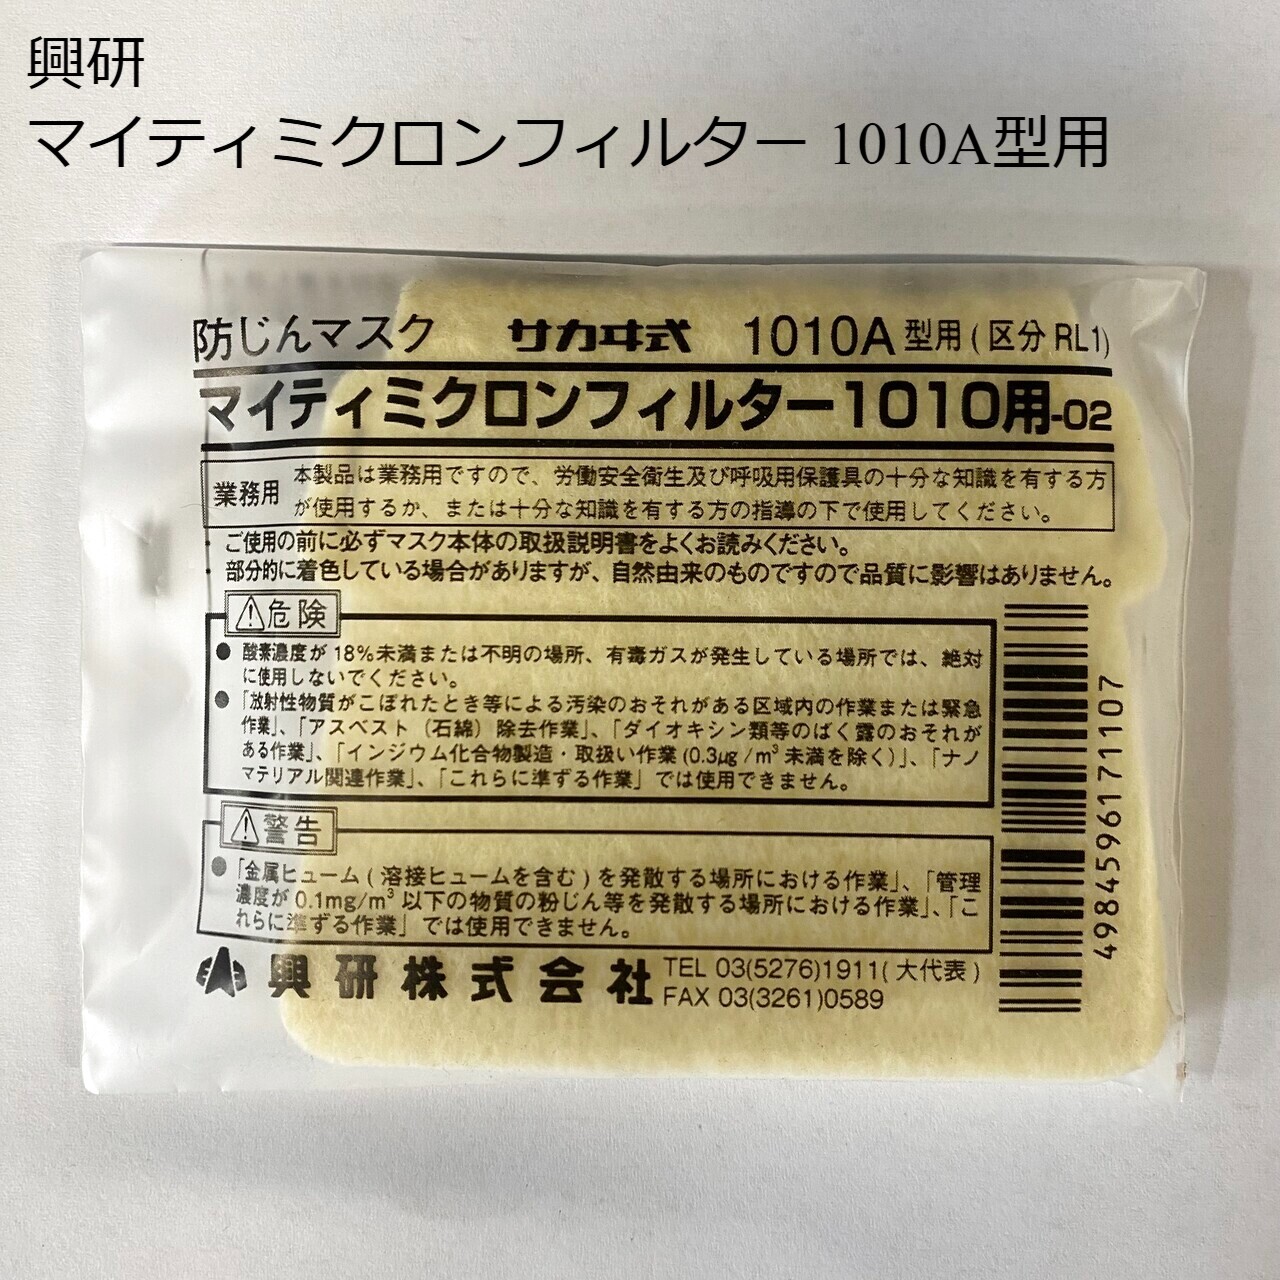 興研
マイティミクロンフィルター 1010A型用
防じんマスク サカヰ式 1010A 型用 ( 区分 RL1)
マイティミクロンフィルター1010用-02
業務用
本製品は業務用ですので、労働安全衛生及び呼吸用保護具の十分な知識を有する方
が使用するか、または十分な知識を有する方の指導の下で使用してください。
ご使用の前に必ずマスク本体の取扱説明書をよくお読みください。
部分的に着色している場合がありますが、自然由来のものですので品質に影響はありません。
⚠危険
● 酸素濃度が 18%未満または不明の場所、有毒ガスが発生している場所では、絶対
に使用しないでください。
● 「放射性物質がこぼれたとき等による汚染のおそれがある区域内の作業または緊急
作業」、「アスベスト（石綿）除去作業」、「ダイオキシン類等のばく露のおそれが
ある作業」、「インジウム化合物製造・取扱い作業 (0.3μg /m³ 未満を除く)」、「ナノ
マテリアル関連作業」、「これらに準ずる作業」では使用できません。
⚠警告
● 「金属ヒューム ( 溶接ヒュームを含む ) を発散する場所における作業」、「管理
濃度が 0.1mg/m³ 以下の物質の粉じん等を発散する場所における作業」、「こ
れらに準ずる作業」では使用できません。
興研株式会社
TEL 03(5276)1911( 大代表 )
FAX 03(3261)0589
4984596171107